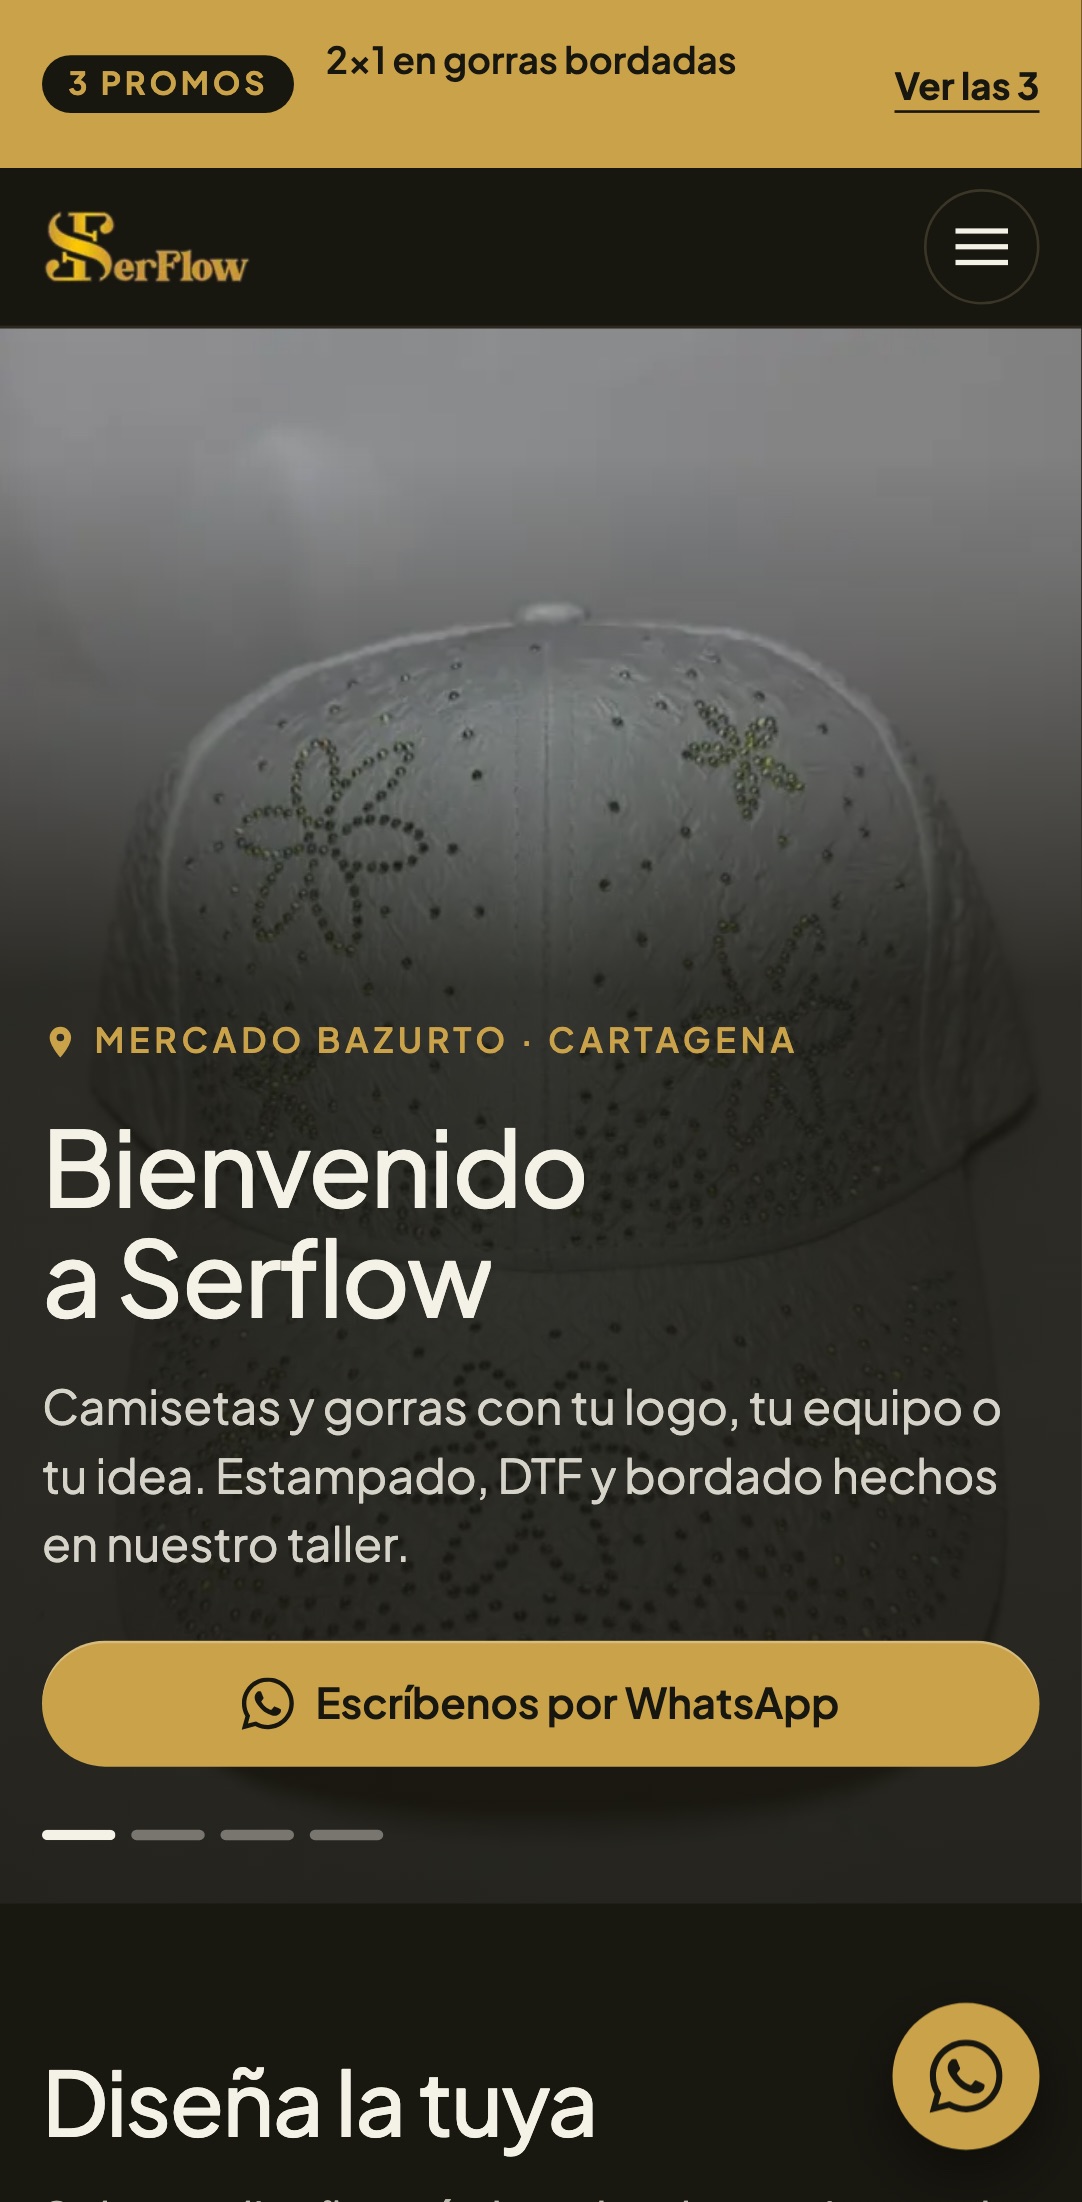 3 PROMOS
2×1 en gorras bordadas
Ver las 3
SerFlow
MERCADO BAZURTO · CARTAGENA
Bienvenido
a Serflow
Camisetas y gorras con tu logo, tu equipo o
tu idea. Estampado, DTF y bordado hechos
en nuestro taller.
Escríbenos por WhatsApp
Diseña la tuya